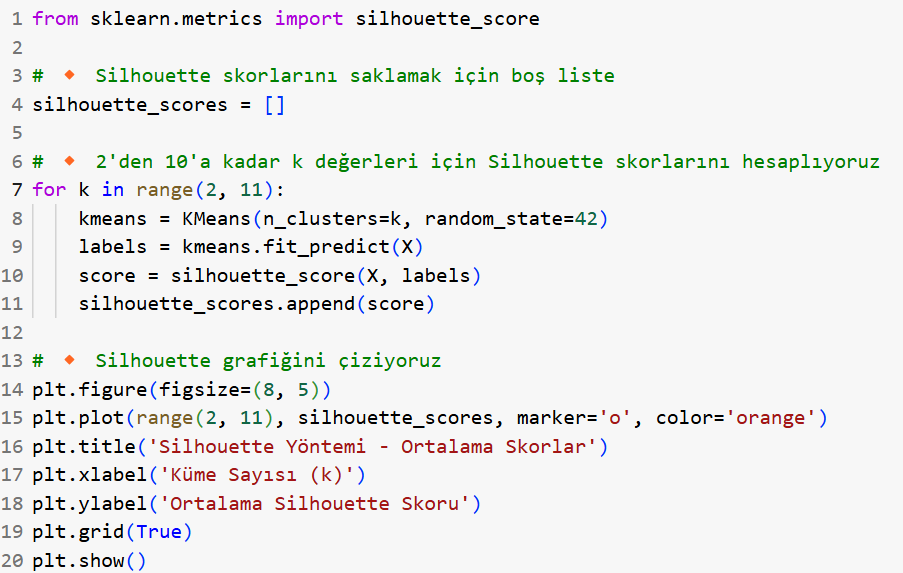 1 from sklearn.metrics import silhouette_score
2
3 # 🔸 Silhouette skorlarını saklamak için boş liste
4 silhouette_scores = []
5
6 # 🔸 2'den 10'a kadar k değerleri için Silhouette skorlarını hesaplıyoruz
7 for k in range(2, 11):
8     kmeans = KMeans(n_clusters=k, random_state=42)
9     labels = kmeans.fit_predict(X)
10     score = silhouette_score(X, labels)
11     silhouette_scores.append(score)
12
13 # 🔸 Silhouette grafiğini çiziyoruz
14 plt.figure(figsize=(8, 5))
15 plt.plot(range(2, 11), silhouette_scores, marker='o', color='orange')
16 plt.title('Silhouette Yöntemi - Ortalama Skorlar')
17 plt.xlabel('Küme Sayısı (k)')
18 plt.ylabel('Ortalama Silhouette Skoru')
19 plt.grid(True)
20 plt.show()